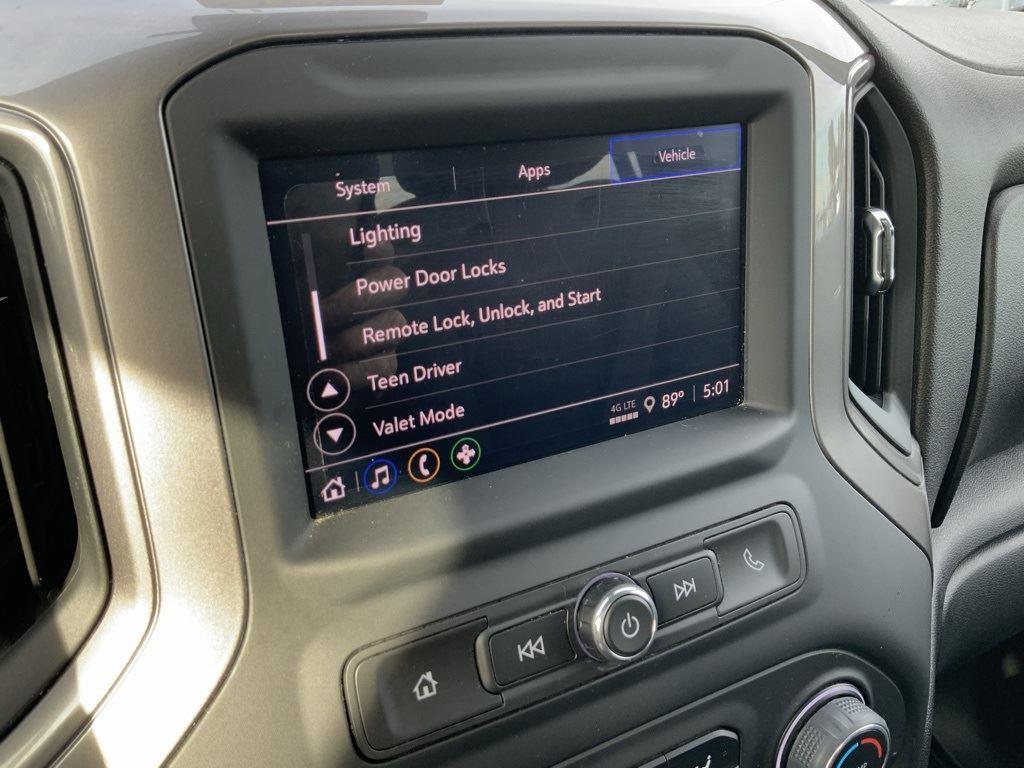 System Apps Vehicle
Lighting
Power Door Locks
Remote Lock, Unlock, and Start
Teen Driver
Valet Mode
4G LTE 89° 5:01